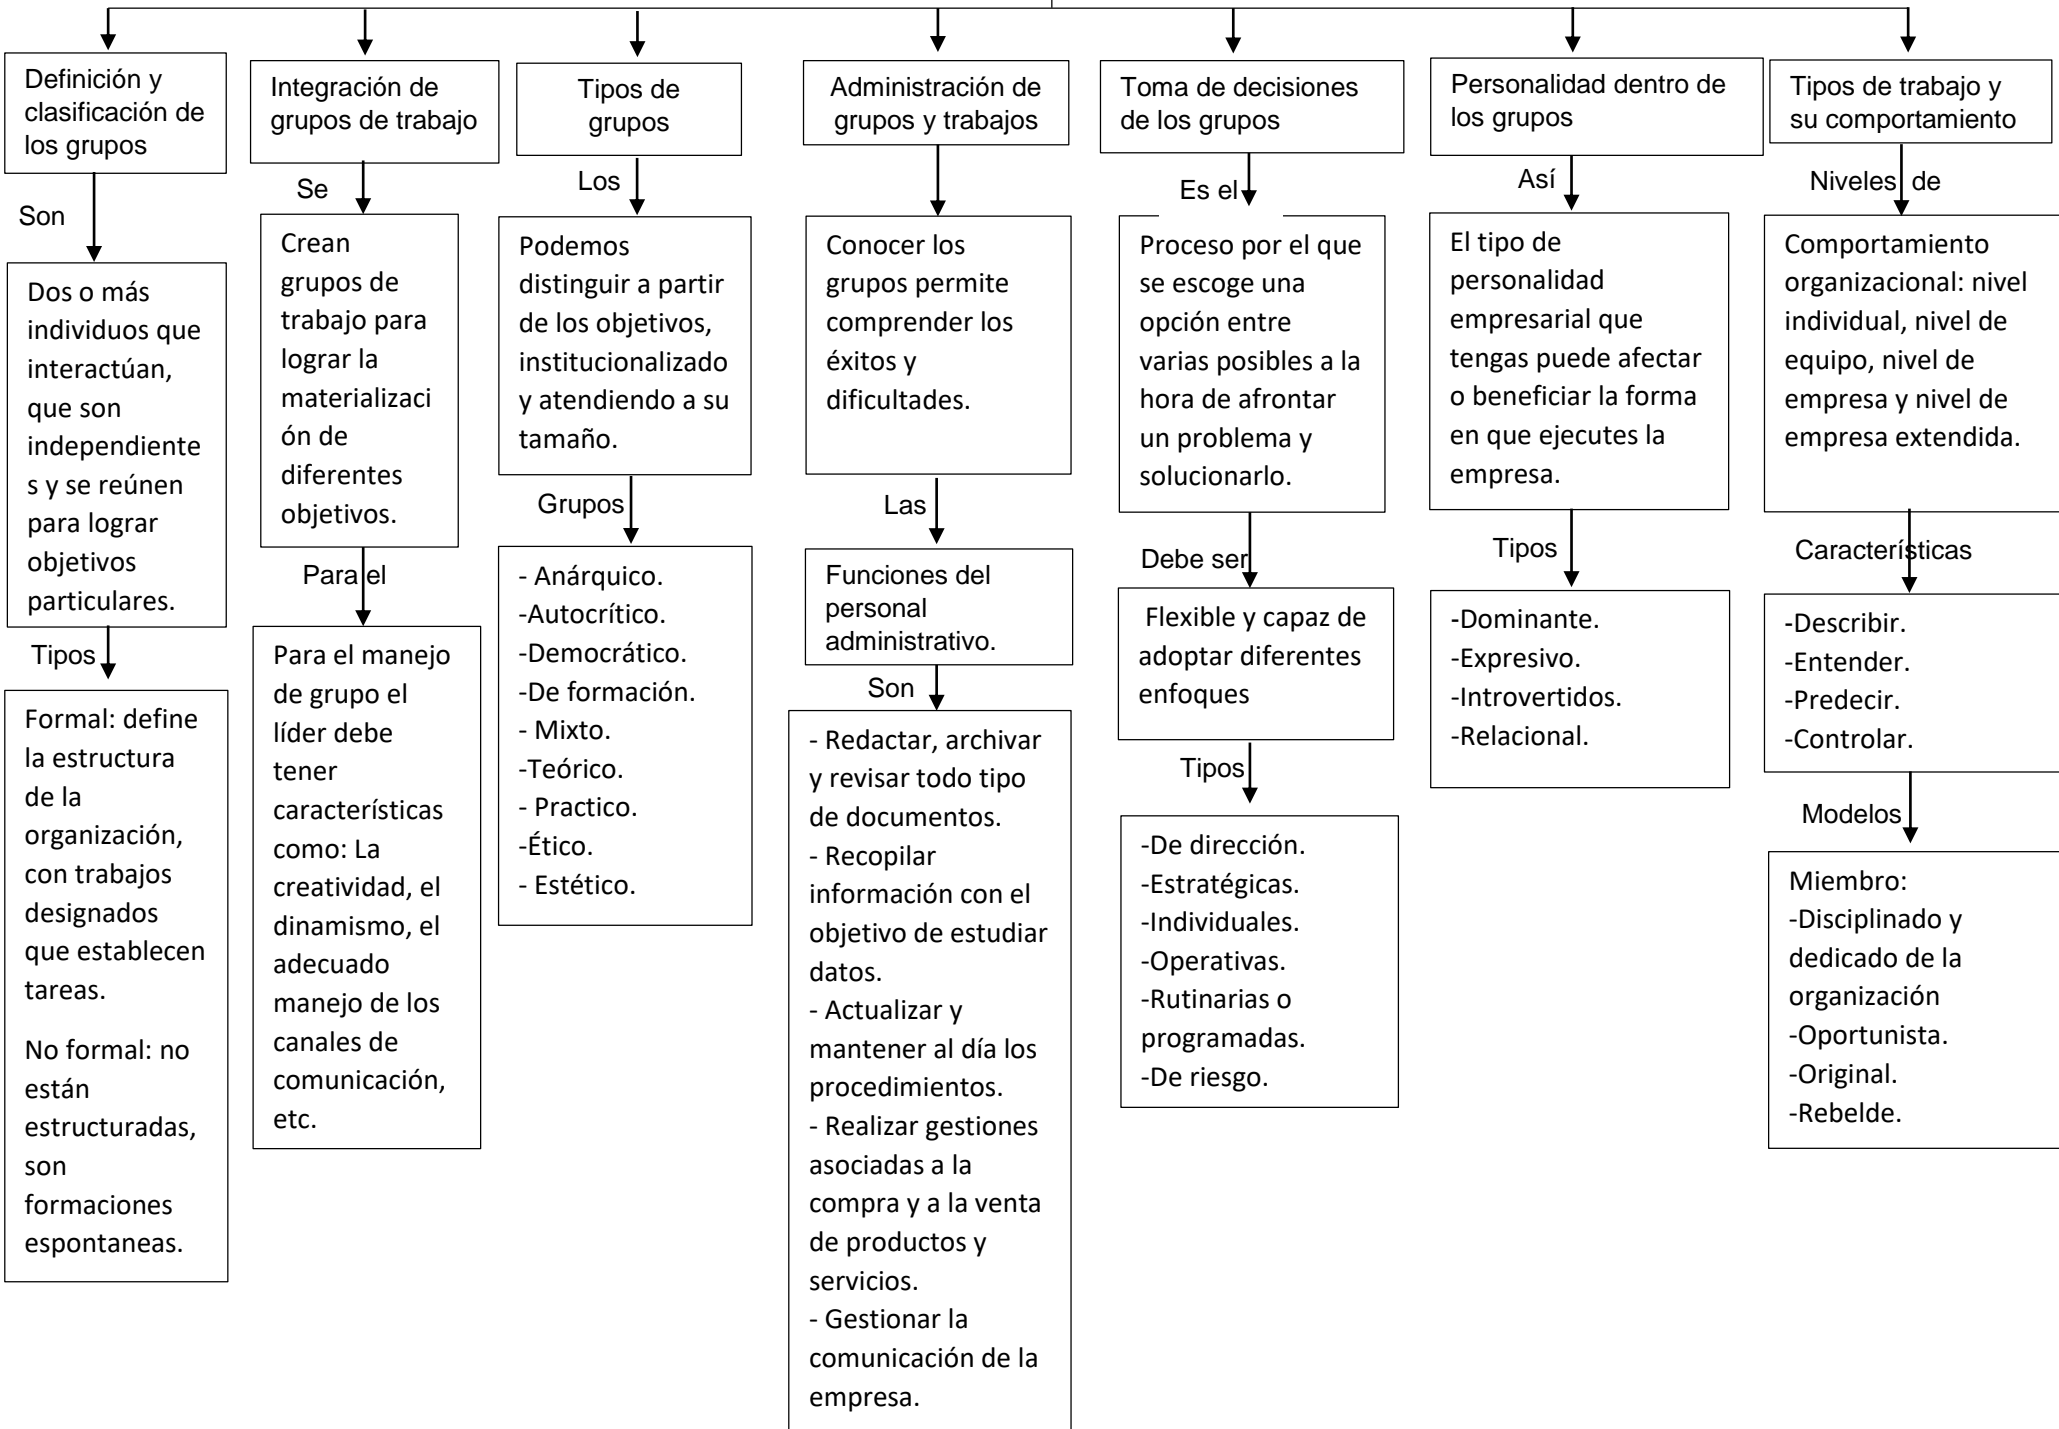 Definición y
clasificación de
los grupos
Son
Dos o más
individuos que
interactúan,
que son
independiente
s y se reúnen
para lograr
objetivos
particulares.
Tipos
Formal: define
la estructura
de la
organización,
con trabajos
designados
que establecen
tareas.
No formal: no
están
estructuradas,
son
formaciones
espontaneas.
Integración de
grupos de trabajo
Se
Crean
grupos de
trabajo para
lograr la
materializaci
ón de
diferentes
objetivos.
Para el
Para el manejo
de grupo el
líder debe
tener
características
como: La
creatividad, el
dinamismo, el
adecuado
manejo de los
canales de
comunicación,
etc.
Tipos de
grupos
Los
Podemos
distinguir a partir
de los objetivos,
institucionalizado
y atendiendo a su
tamaño.
Grupos
- Anárquico.
-Autocrítico.
-Democrático.
-De formación.
- Mixto.
-Teórico.
- Practico.
-Ético.
- Estético.
Administración de
grupos y trabajos
Conocer los
grupos permite
comprender los
éxitos y
dificultades.
Las
Funciones del
personal
administrativo.
Son
- Redactar, archivar
y revisar todo tipo
de documentos.
- Recopilar
información con el
objetivo de estudiar
datos.
- Actualizar y
mantener al día los
procedimientos.
- Realizar gestiones
asociadas a la
compra y a la venta
de productos y
servicios.
- Gestionar la
comunicación de la
empresa.
Toma de decisiones
de los grupos
Es el
Proceso por el que
se escoge una
opción entre
varias posibles a la
hora de afrontar
un problema y
solucionarlo.
Debe ser
Flexible y capaz de
adoptar diferentes
enfoques
Tipos
-De dirección.
-Estratégicas.
-Individuales.
-Operativas.
-Rutinarias o
programadas.
-De riesgo.
Personalidad dentro de
los grupos
Así
El tipo de
personalidad
empresarial que
tengas puede afectar
o beneficiar la forma
en que ejecutes la
empresa.
Tipos
-Dominante.
-Expresivo.
-Introvertidos.
-Relacional.
Tipos de trabajo y
su comportamiento
Niveles de
Comportamiento
organizacional: nivel
individual, nivel de
equipo, nivel de
empresa y nivel de
empresa extendida.
Características
-Describir.
-Entender.
-Predecir.
-Controlar.
Modelos
Miembro:
-Disciplinado y
dedicado de la
organización
-Oportunista.
-Original.
-Rebelde.